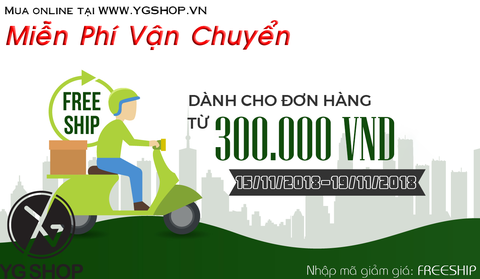 Mua online tại www.YGSHOP.vn
Miễn Phí Vận Chuyển
FREE
SHIP
DÀNH CHO ĐƠN HÀNG
TỪ 300.000 VND
15/11/2018-19/11/2018
YG SHOP
Nhập mã giảm giá: FREESHIP